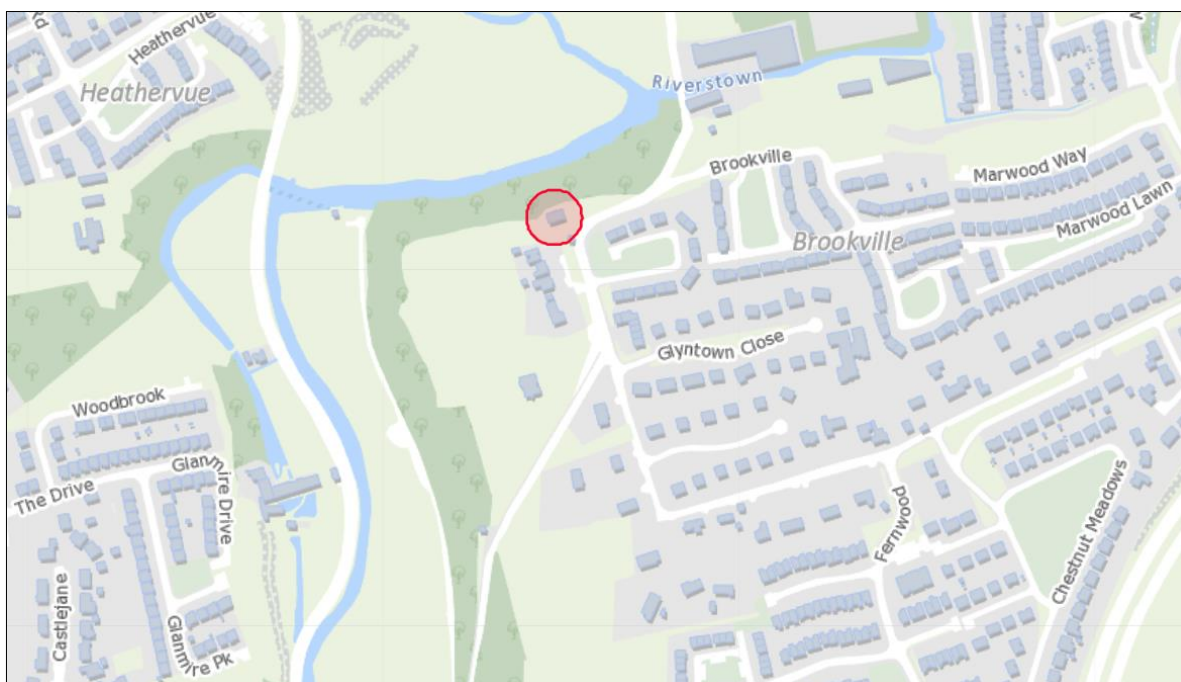 Heathervue
Heathervue
Riverstown
Brookville
Marwood Way
Marwood Lawn
Brookville
Glyntown Close
Woodbrook
Glanmire Drive
The Drive
Fernwood
Chestnut Meadows
Castlejane
Glanmire Pk